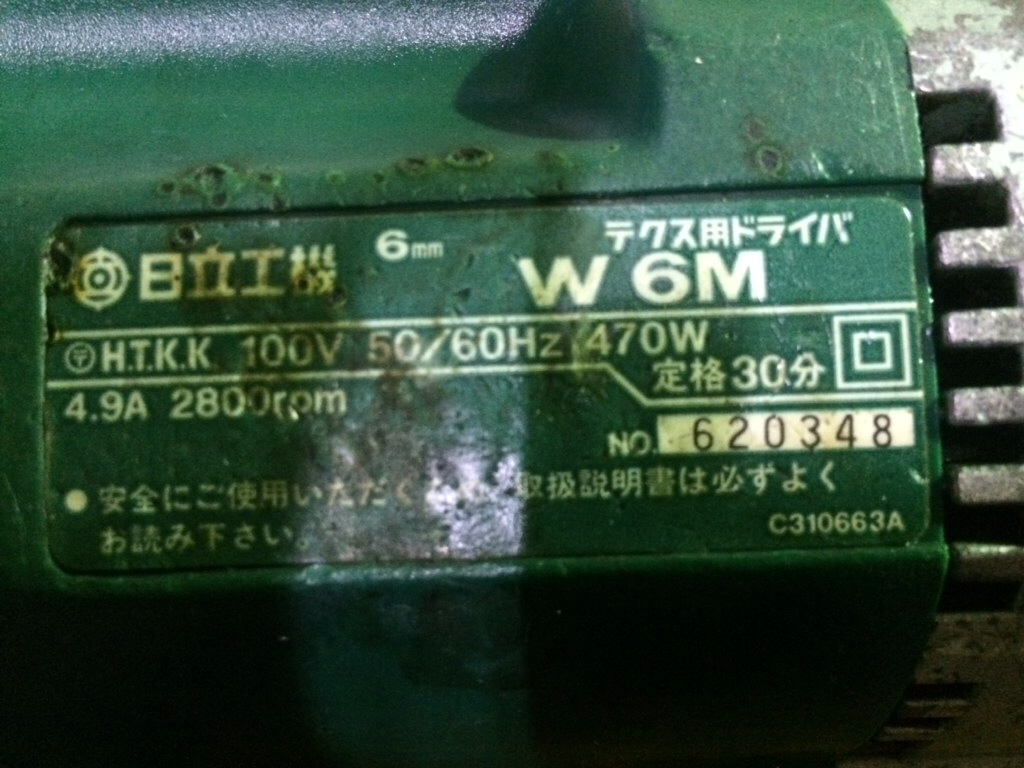 日立工機 6mm テクス用ドライバ
W 6M
〒 H.T.K.K. 100V 50/60Hz 470W
定格30分
4.9A 2800rpm
NO. 620348
● 安全にご使用いただく 取扱説明書は必ずよく
お読み下さい。
C310663A